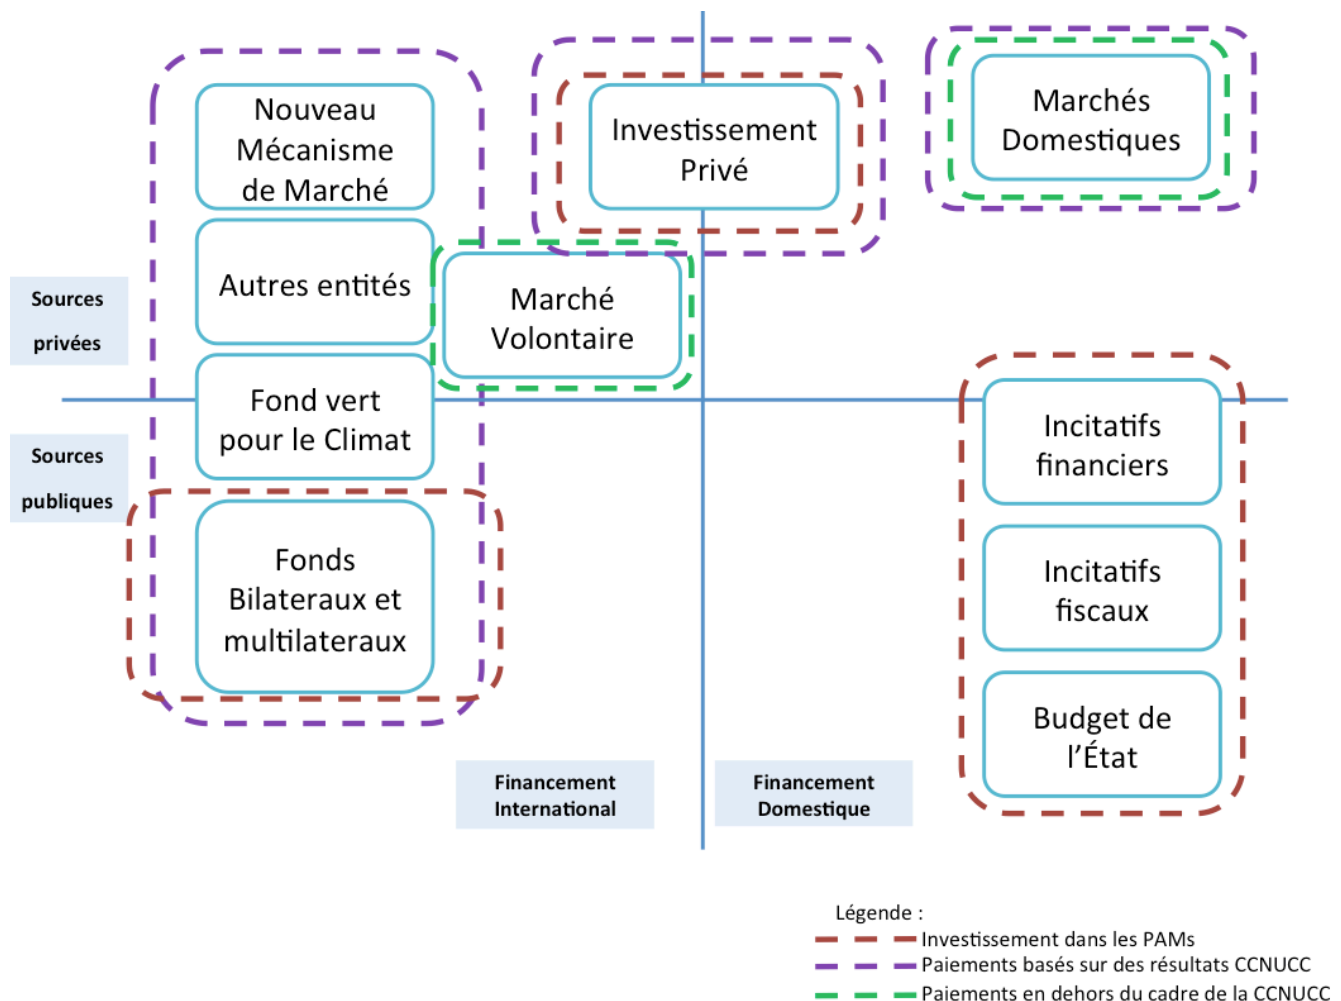 Nouveau
Mécanisme
de Marché
Investissement
Privé
Marchés
Domestiques
Autres entités
Marché
Volontaire
Sources
privées
Fond vert
pour le Climat
Sources
publiques
Incitatifs
financiers
Fonds
Bilateraux et
multilateraux
Incitatifs
fiscaux
Budget de
l'État
Financement
International
Financement
Domestique
Légende :
Investissement dans les PAMs
Paiements basés sur des résultats CCNUCC
Paiements en dehors du cadre de la CCNUCC